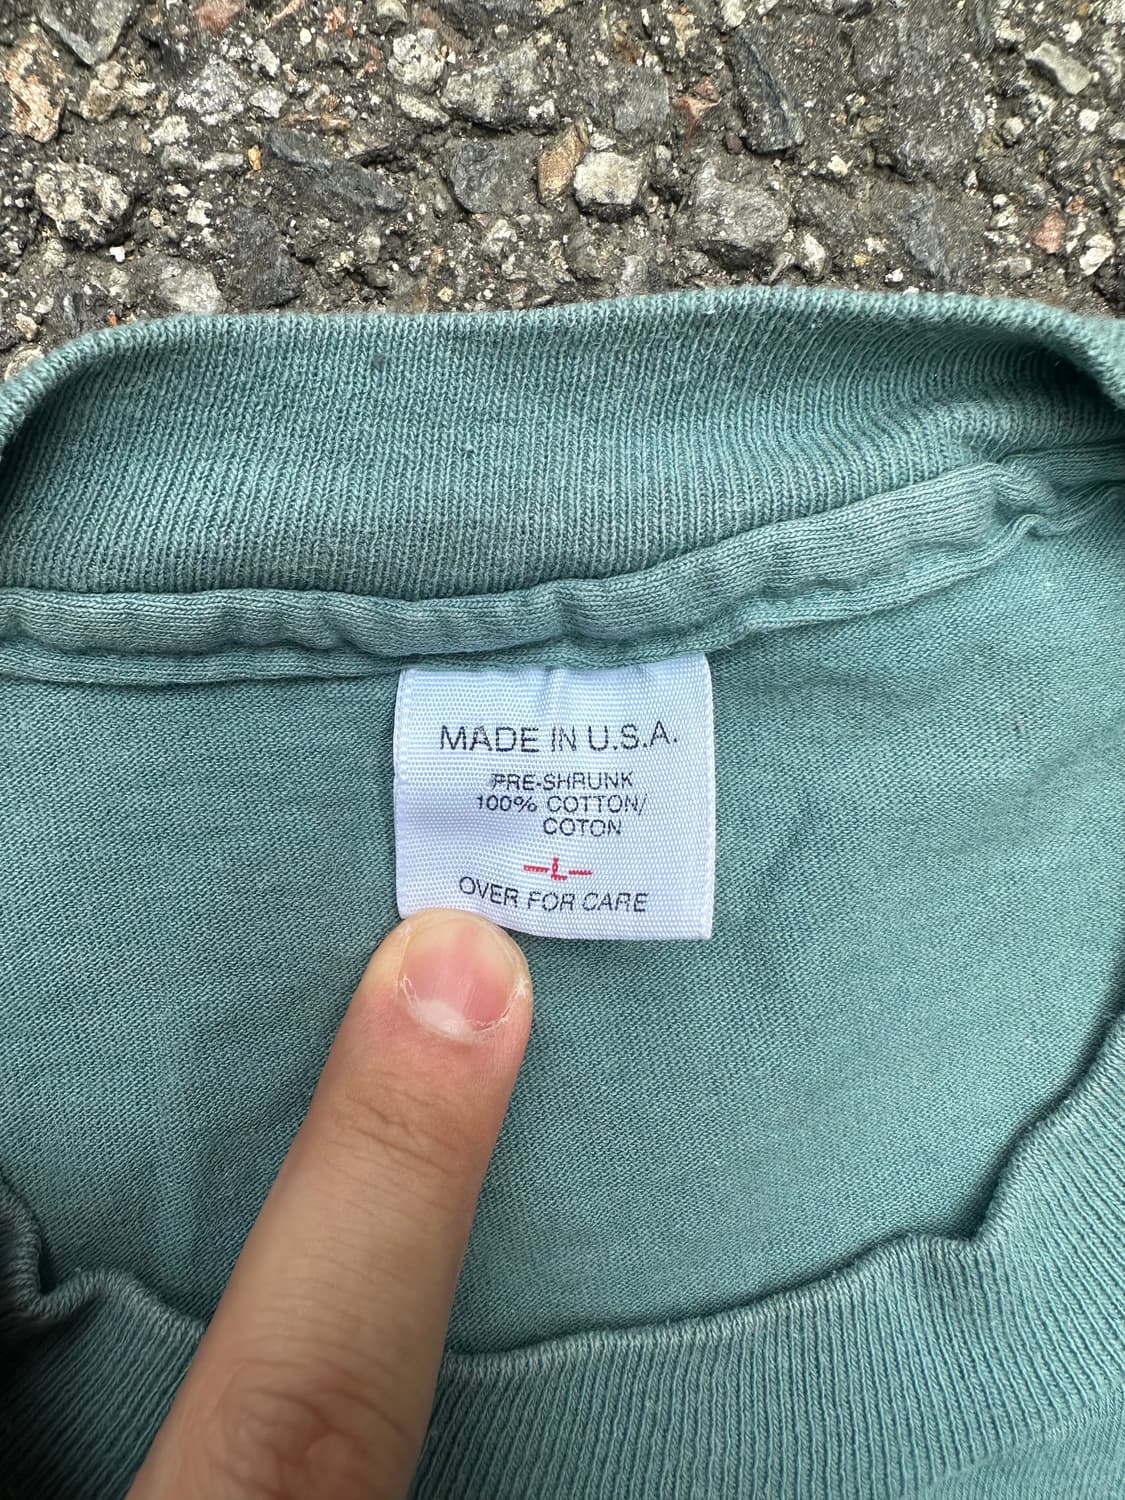 MADE IN U.S.A.
PRE-SHRUNK
100% COTTON/
COTON
-L-
OVER FOR CARE